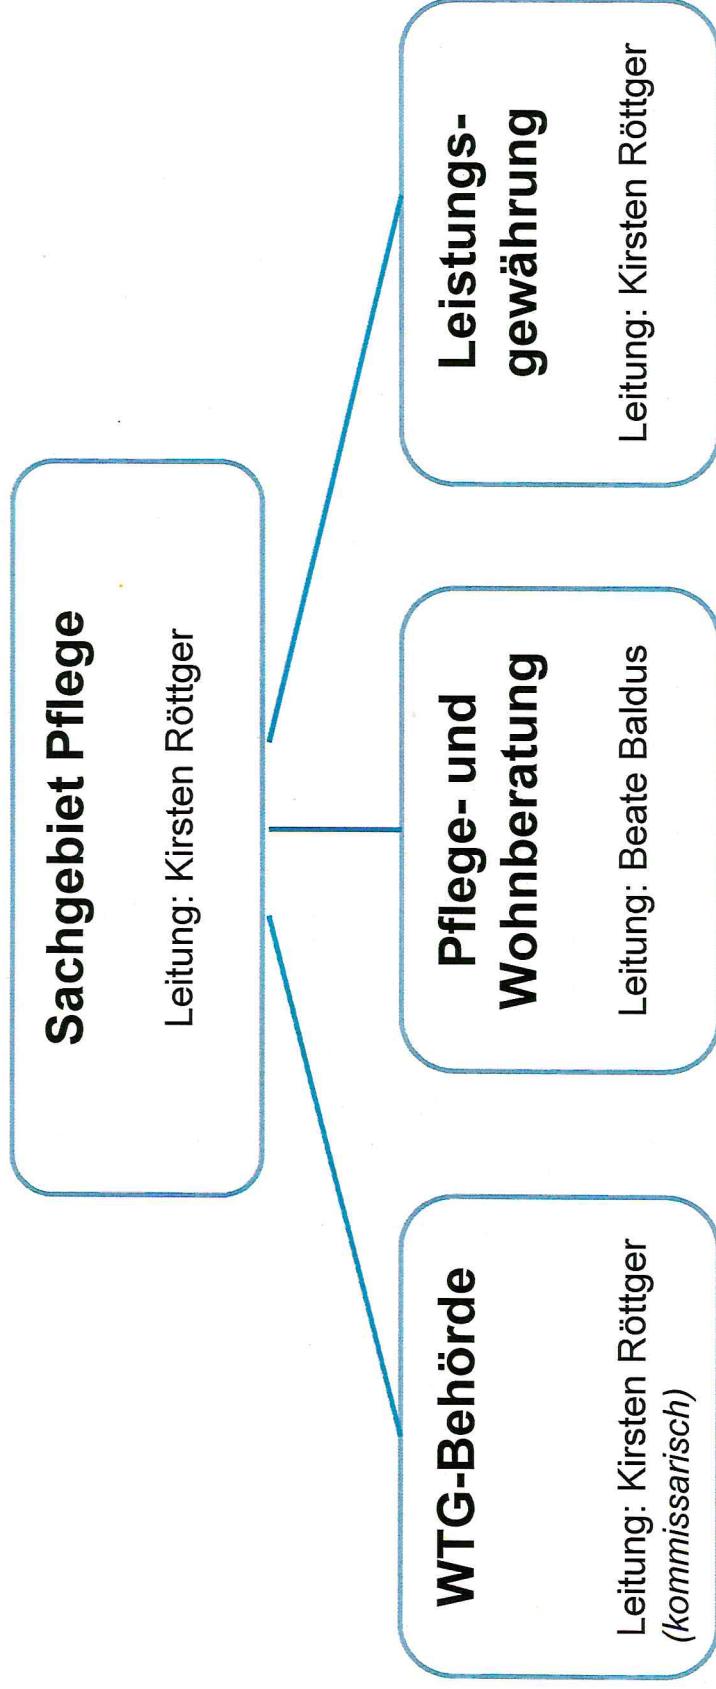 Sachgebiet Pflege
Leitung: Kirsten Röttger
WTG-Behörde
Leitung: Kirsten Röttger
(kommissarisch)
Pflege- und
Wohnberatung
Leitung: Beate Baldus
Leistungs-
gewährung
Leitung: Kirsten Röttger